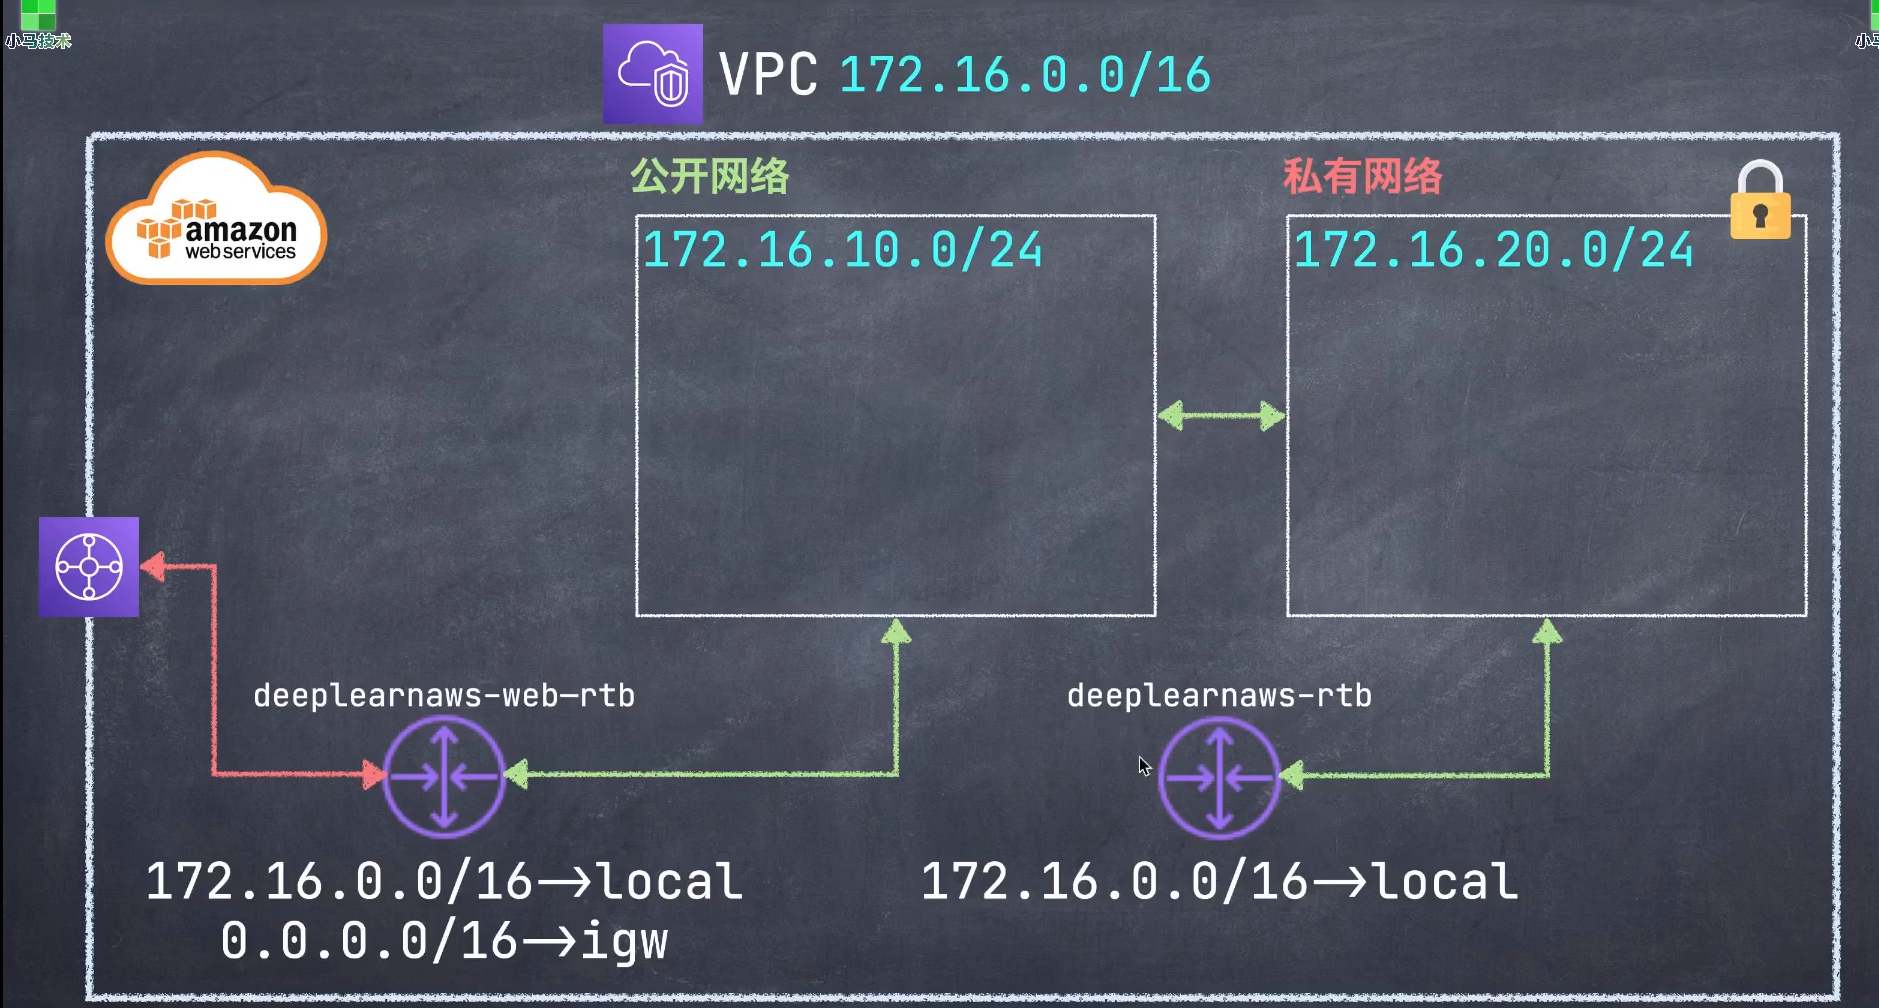 小马技术
小马
VPC 172.16.0.0/16
amazon
web services
公开网络
私有网络
172.16.10.0/24
172.16.20.0/24
deeplearnaws-web-rtb
deeplearnaws-rtb
172.16.0.0/16→local
172.16.0.0/16→local
0.0.0.0/16→igw